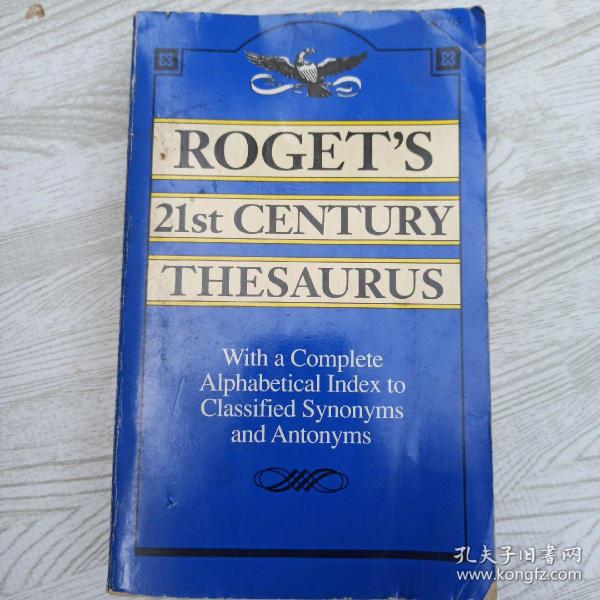 ROGET'S
21st CENTURY
THESAURUS
With a Complete
Alphabetical Index to
Classified Synonyms
and Antonyms
孔夫子旧书网
www.kongfz.com